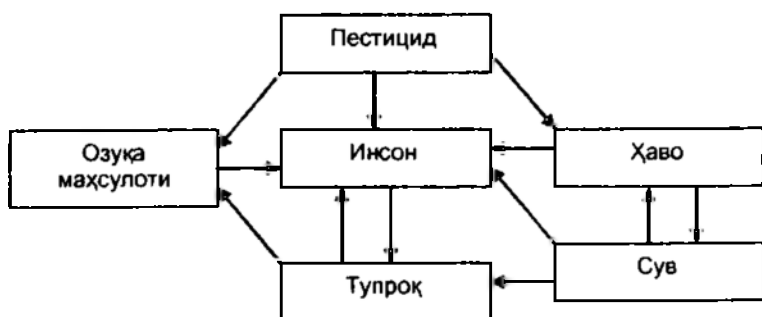 Пестицид
Озуқа
маҳсулоти
Инсон
Ҳаво
Тупроқ
Сув